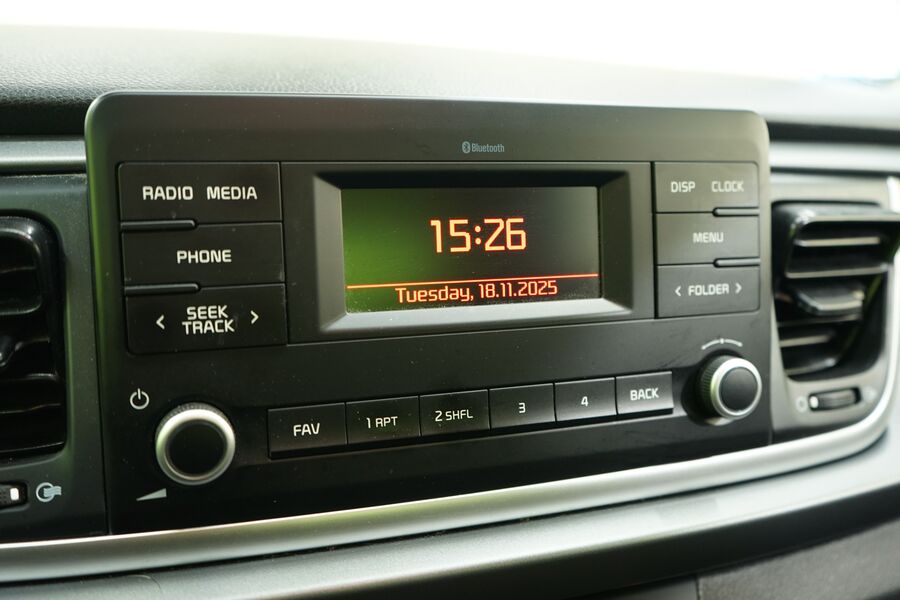 Bluetooth
RADIO MEDIA
PHONE
< SEEK TRACK >
15:26
Tuesday, 18.11.2025
DISP CLOCK
MENU
< FOLDER >
FAV
1 RPT
2 SHFL
3
4
BACK